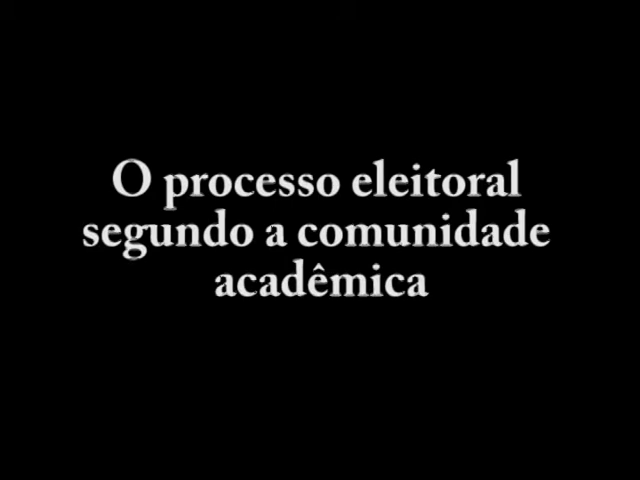 O processo eleitoral
segundo a comunidade
acadêmica